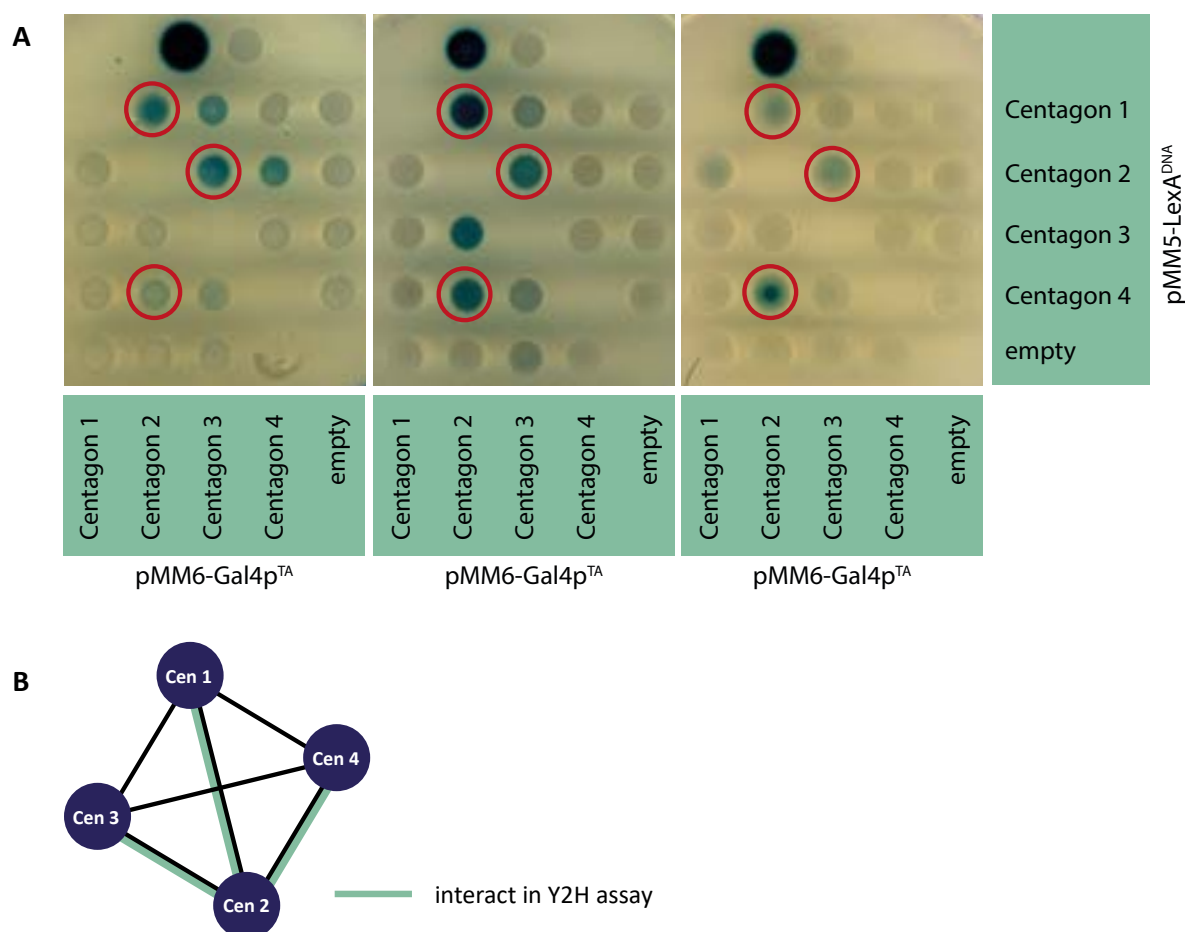 A
Centagon 1
Centagon 2
Centagon 3
Centagon 4
empty
pMM5-LexA^DNA
Centagon 1
Centagon 2
Centagon 3
Centagon 4
empty
Centagon 1
Centagon 2
Centagon 3
Centagon 4
empty
Centagon 1
Centagon 2
Centagon 3
Centagon 4
empty
pMM6-Gal4p^TA
pMM6-Gal4p^TA
pMM6-Gal4p^TA
B
Cen 1
Cen 4
Cen 3
Cen 2
interact in Y2H assay